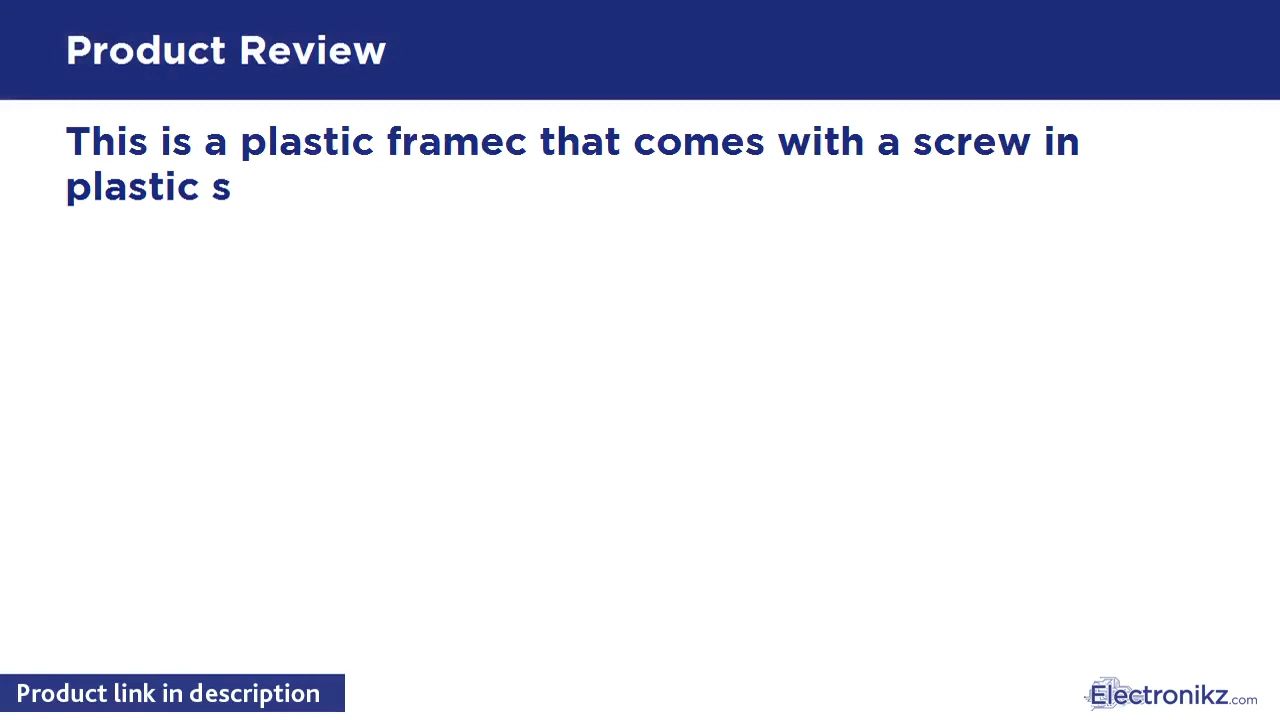 Product Review
This is a plastic framec that comes with a screw in
plastic s
Product link in description
Electronikz.com